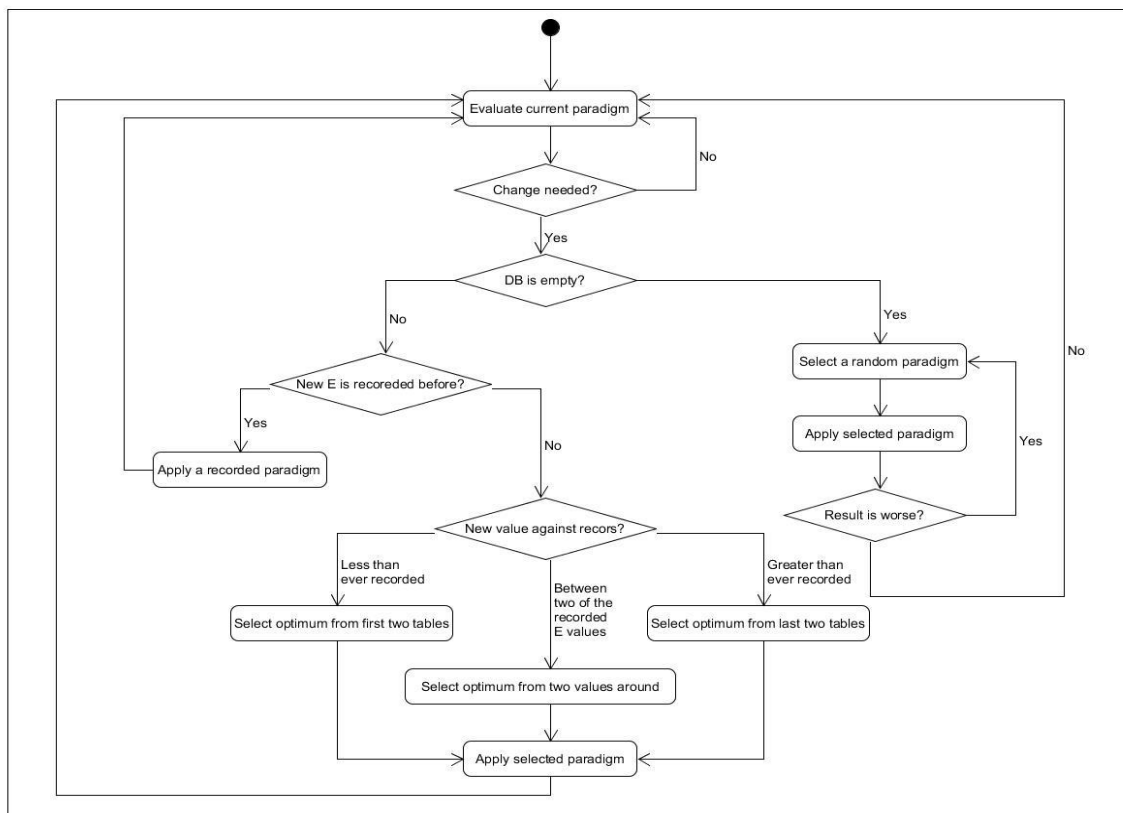 Evaluate current paradigm
No
Change needed?
Yes
DB is empty?
No
Yes
New E is recoreded before?
Select a random paradigm
No
Yes
No
Apply selected paradigm
Yes
Apply a recorded paradigm
New value against recors?
Result is worse?
Less than
ever recorded
Between
two of the
recorded
E values
Greater than
ever recorded
Select optimum from first two tables
Select optimum from last two tables
Select optimum from two values around
Apply selected paradigm